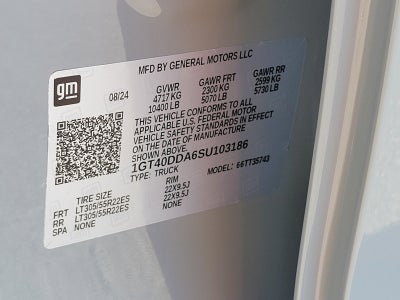 MFD BY GENERAL MOTORS LLC
gm
08/24
GVWR GAWR FRT GAWR RR
4717 KG 2300 KG 2599 KG
10400 LB 5070 LB 5730 LB
THIS VEHICLE CONFORMS TO ALL
APPLICABLE U.S. FEDERAL MOTOR
VEHICLE SAFETY STANDARDS IN EFFECT
ON THE DATE OF MANUFACTURE
SHOWN ABOVE.
1GT40DDA6SU103186
TYPE: TRUCK MODEL: 66TT35743
TIRE SIZE RIM
FRT LT305/55R22ES 22X9.5J
RR LT305/55R22ES 22X9.5J
SPA NONE NONE